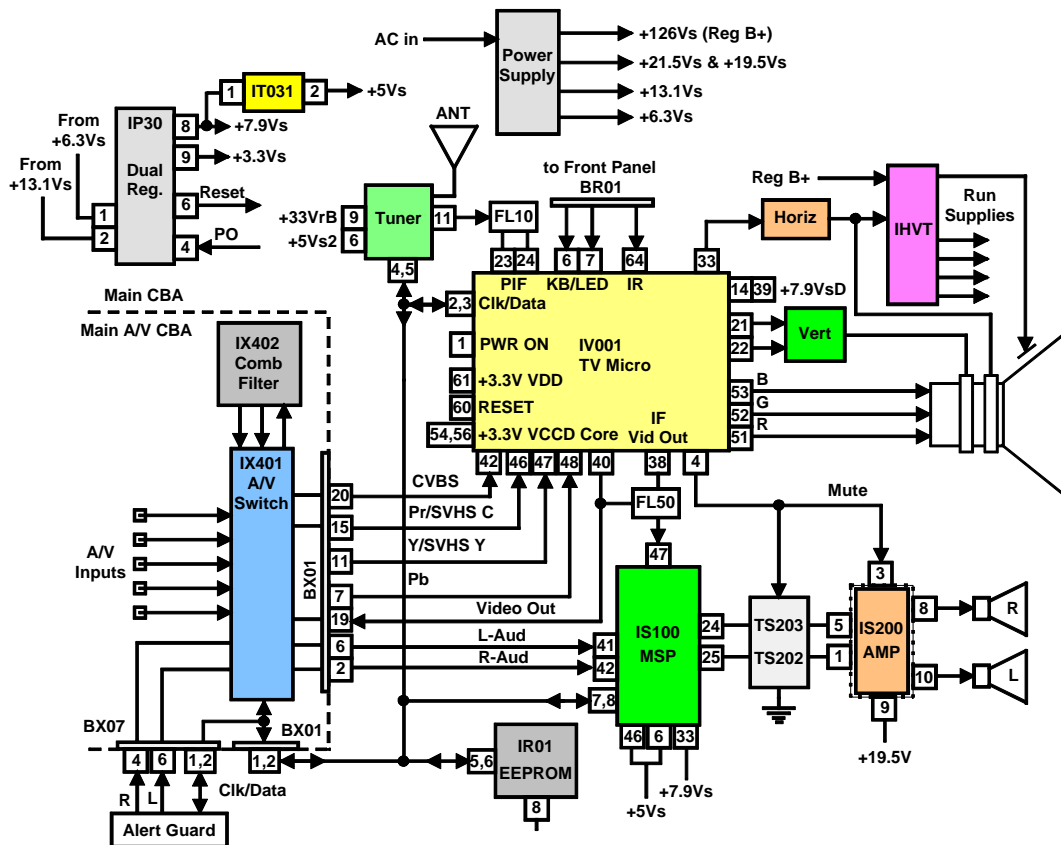 AC in
Power
Supply
+126Vs (Reg B+)
+21.5Vs & +19.5Vs
+13.1Vs
+6.3Vs
1
IT031
2
+5Vs
From
+6.3Vs
From
+13.1Vs
IP30
Dual
Reg.
8
+7.9Vs
9
+3.3Vs
6
Reset
4
PO
1
2
ANT
+33VrB
9
+5Vs2
6
Tuner
11
4,5
FL10
to Front Panel
BR01
Reg B+
Horiz
IHVT
Run
Supplies
23
24
6
7
64
33
PIF
KB/LED
IR
2,3
Clk/Data
1
PWR ON
61
+3.3V VDD
60
RESET
54,56
+3.3V VCCD Core
IV001
TV Micro
IF
Vid Out
14
39
+7.9VsD
21
22
Vert
53
B
52
G
51
R
42
46
47
48
40
38
4
Main CBA
Main A/V CBA
IX402
Comb
Filter
IX401
A/V
Switch
A/V
Inputs
BX01
20
CVBS
15
Pr/SVHS C
11
Y/SVHS Y
7
Pb
19
Video Out
6
L-Aud
2
R-Aud
FL50
Mute
47
IS100
MSP
41
42
7,8
24
25
46
6
33
+5Vs
+7.9Vs
TS203
TS202
5
1
3
IS200
AMP
8
R
10
L
9
+19.5V
BX07
BX01
4
6
1,2
1,2
Clk/Data
R
L
Alert Guard
5,6
IR01
EEPROM
8